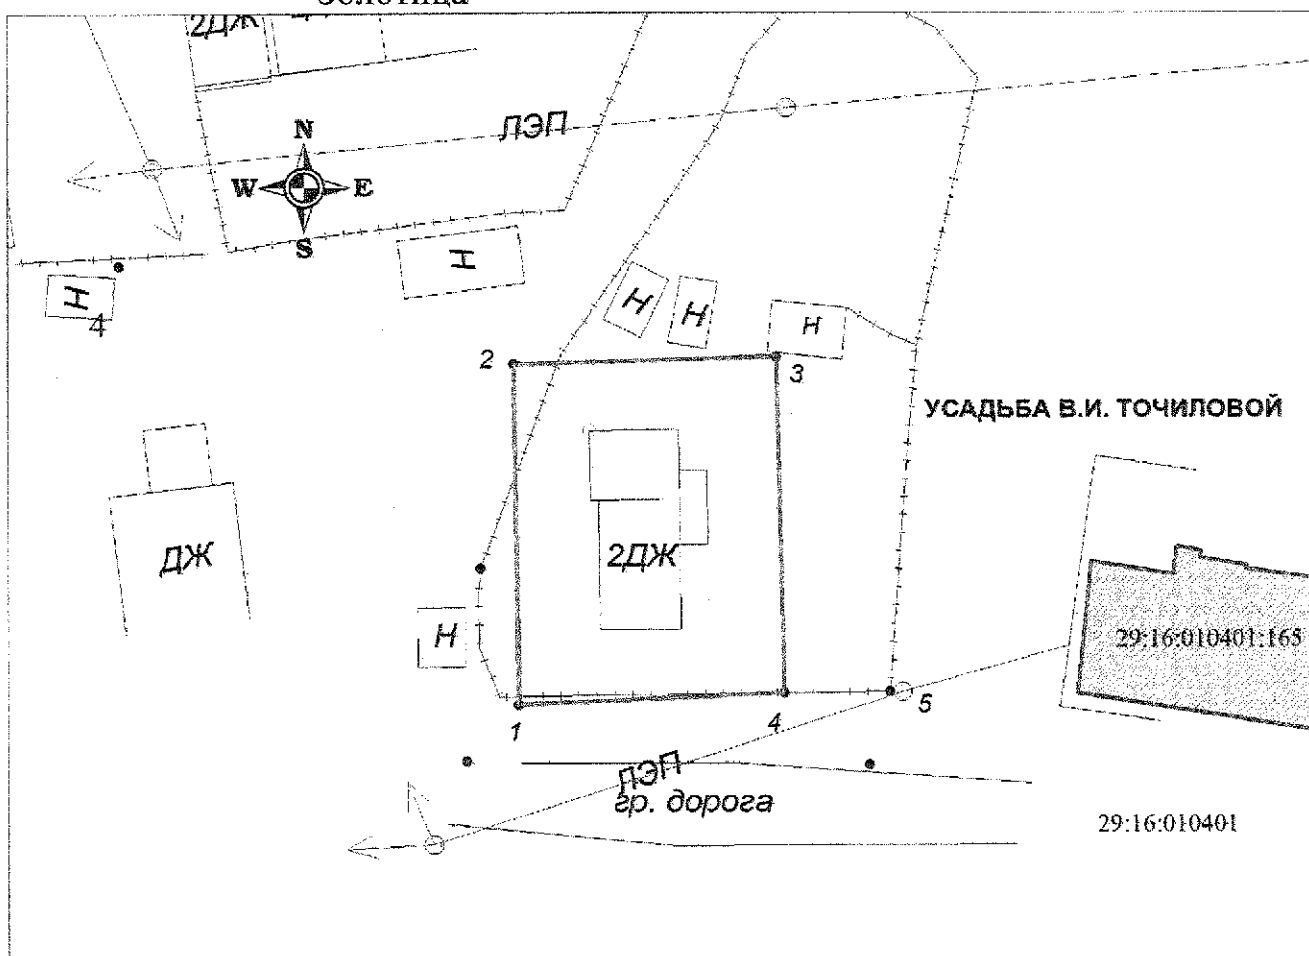 2ДЖ
ЛЭП
N
W E
S
Н
Н
4
Н
Н
Н
2
3
УСАДЬБА В.И. ТОЧИЛОВОЙ
ДЖ
2ДЖ
Н
29:16:010401:165
1
4
5
ЛЭП
гр. дорога
29:16:010401